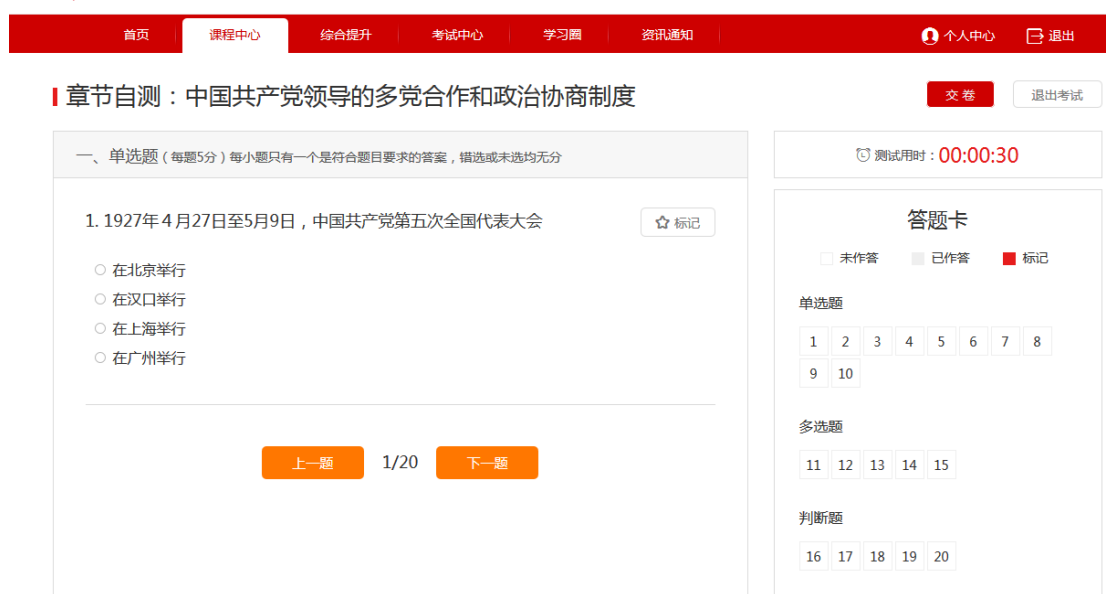 首页 课程中心 综合提升 考试中心 学习圈 资讯通知 个人中心 退出
章节自测：中国共产党领导的多党合作和政治协商制度
交卷 退出考试
一、单选题（每题5分）每小题只有一个是符合题目要求的答案，错选或未选均无分
测试用时：00:00:30
1. 1927年4月27日至5月9日，中国共产党第五次全国代表大会
标记
在北京举行
在汉口举行
在上海举行
在广州举行
上一题 1/20 下一题
答题卡
未作答 已作答 标记
单选题
1 2 3 4 5 6 7 8
9 10
多选题
11 12 13 14 15
判断题
16 17 18 19 20